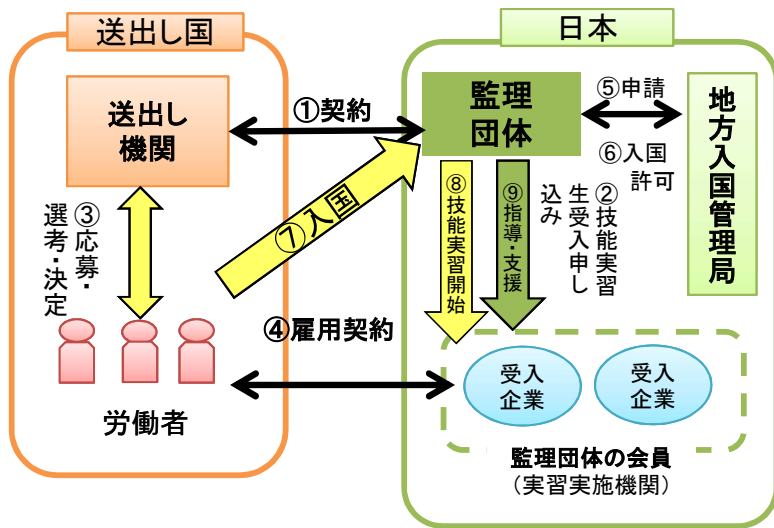 送出し国
日本
送出し
機関
①契約
監理
団体
⑤申請
⑥入国
許可
地方入国管理局
③応募・
選考・決定
⑦入国
⑧技能実習開始
⑨指導・支援
②技能実習
生受入申し
込み
④雇用契約
労働者
受入
企業
受入
企業
監理団体の会員
（実習実施機関）